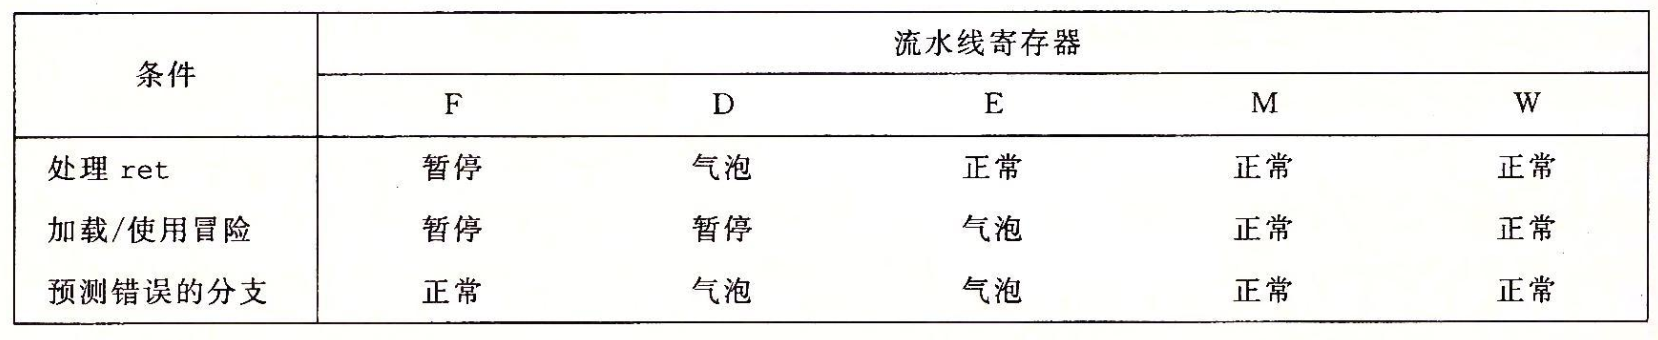 条件
流水线寄存器
F D E M W
处理 ret 暂停 气泡 正常 正常 正常
加载/使用冒险 暂停 暂停 气泡 正常 正常
预测错误的分支 正常 气泡 气泡 正常 正常